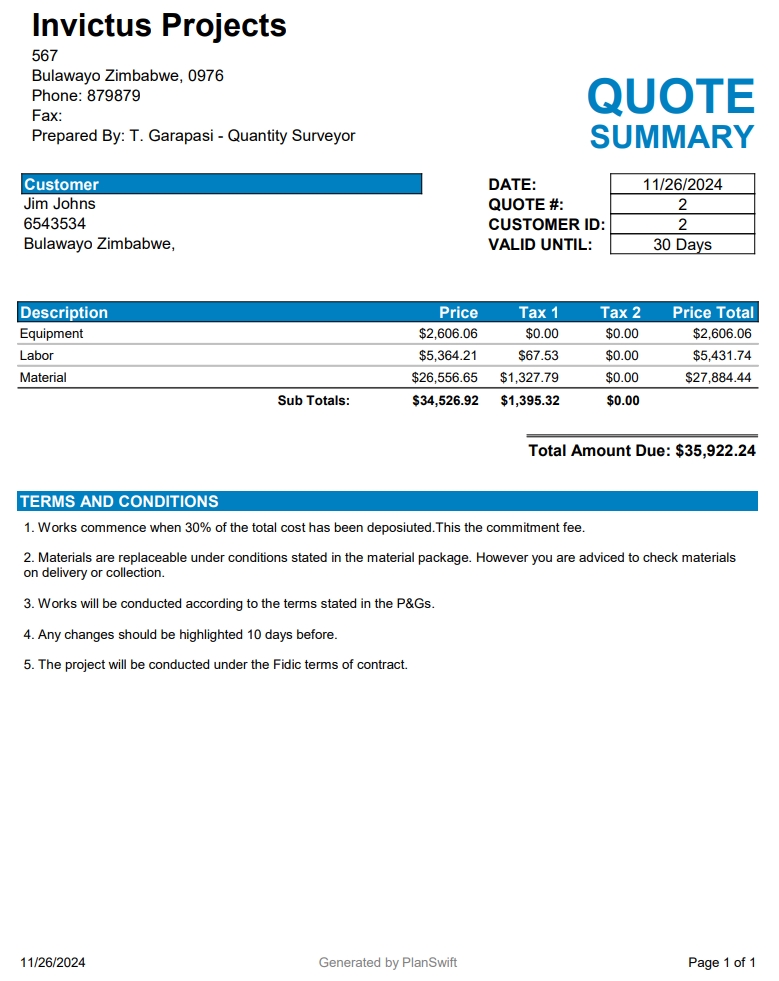 Invictus Projects
567
Bulawayo Zimbabwe, 0976
Phone: 879879
Fax:
Prepared By: T. Garapasi - Quantity Surveyor
QUOTE
SUMMARY
Customer
Jim Johns
6543534
Bulawayo Zimbabwe,
DATE: 11/26/2024
QUOTE #: 2
CUSTOMER ID: 2
VALID UNTIL: 30 Days
Description Price Tax 1 Tax 2 Price Total
Equipment $2,606.06 $0.00 $0.00 $2,606.06
Labor $5,364.21 $67.53 $0.00 $5,431.74
Material $26,556.65 $1,327.79 $0.00 $27,884.44
Sub Totals: $34,526.92 $1,395.32 $0.00
Total Amount Due: $35,922.24
TERMS AND CONDITIONS
1. Works commence when 30% of the total cost has been deposiuted.This the commitment fee.
2. Materials are replaceable under conditions stated in the material package. However you are adviced to check materials
on delivery or collection.
3. Works will be conducted according to the terms stated in the P&Gs.
4. Any changes should be highlighted 10 days before.
5. The project will be conducted under the Fidic terms of contract.
11/26/2024 Generated by PlanSwift Page 1 of 1